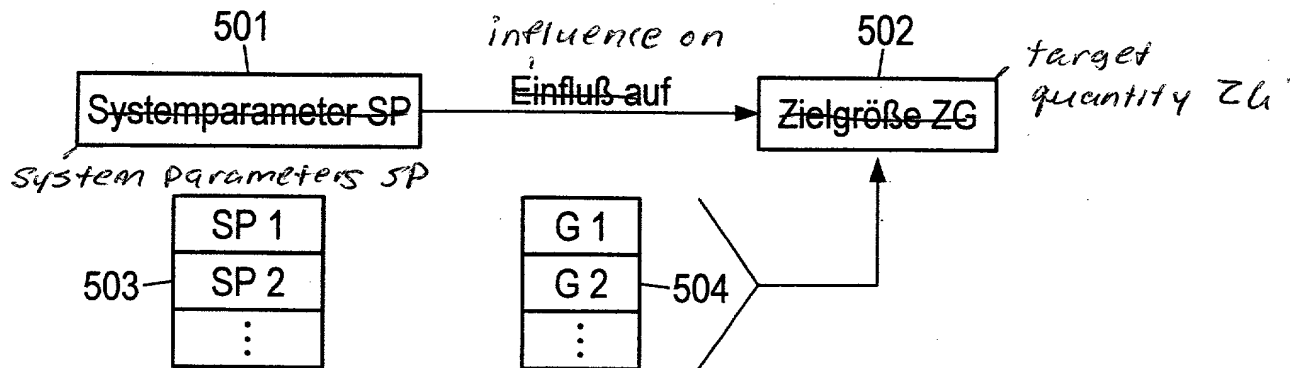 501
influence on
502
target
quantity ZG
Systemparameter SP
Einfluß auf
Zielgröße ZG
System parameters SP
SP 1
G 1
503
SP 2
G 2
504
⋮
⋮